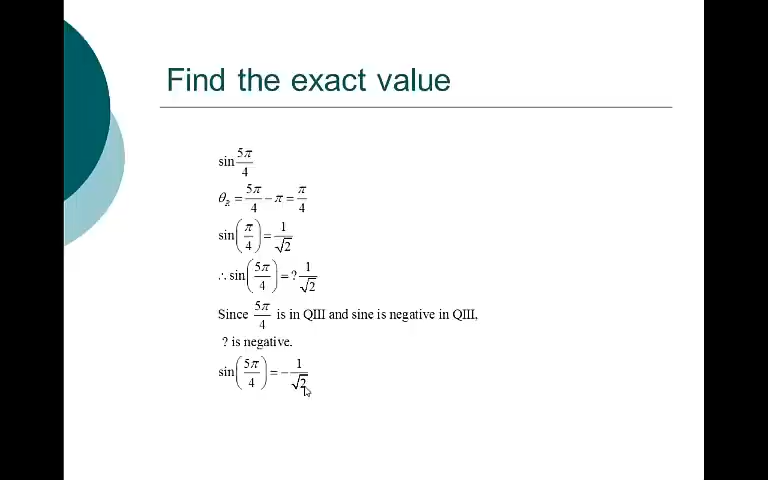 Find the exact value
sin 5π/4
θ_R = 5π/4 − π = π/4
sin(π/4) = 1/√2
∴ sin(5π/4) = ? 1/√2
Since 5π/4 is in QIII and sine is negative in QIII,
? is negative.
sin(5π/4) = − 1/√2